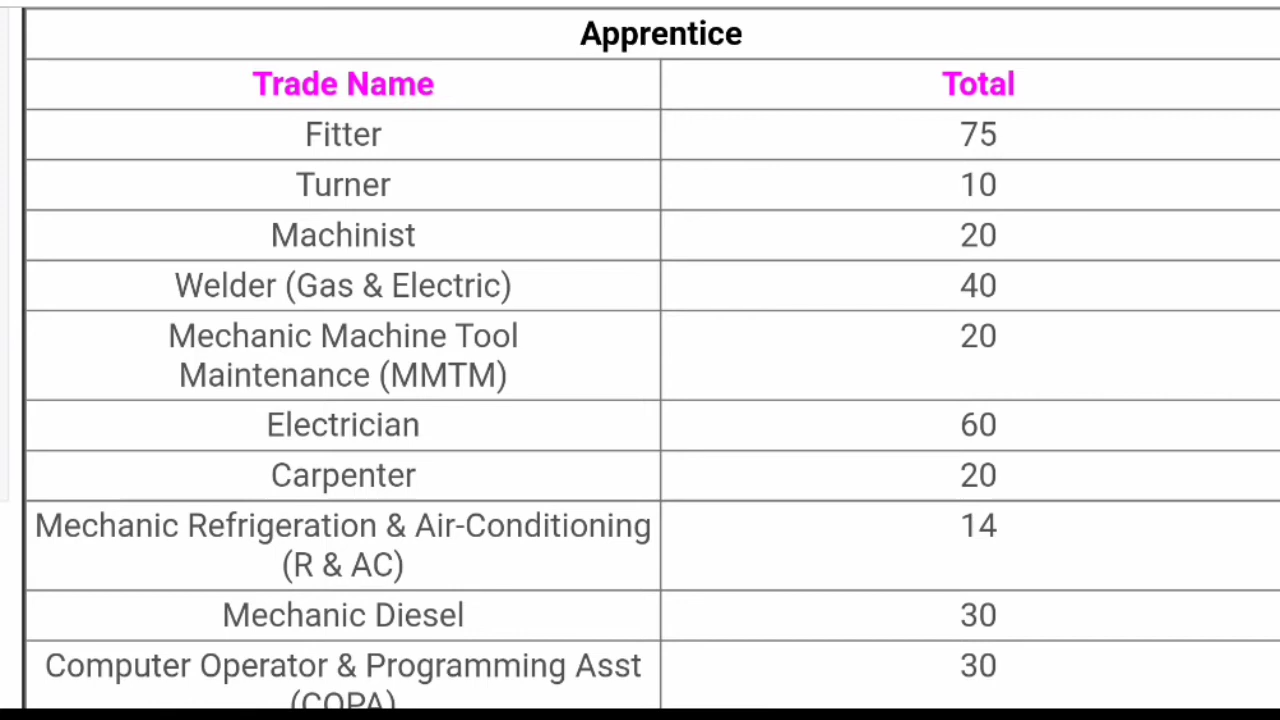 Apprentice
Trade Name Total
Fitter 75
Turner 10
Machinist 20
Welder (Gas & Electric) 40
Mechanic Machine Tool 20
Maintenance (MMTM)
Electrician 60
Carpenter 20
Mechanic Refrigeration & Air-Conditioning 14
(R & AC)
Mechanic Diesel 30
Computer Operator & Programming Asst 30
(COPA)